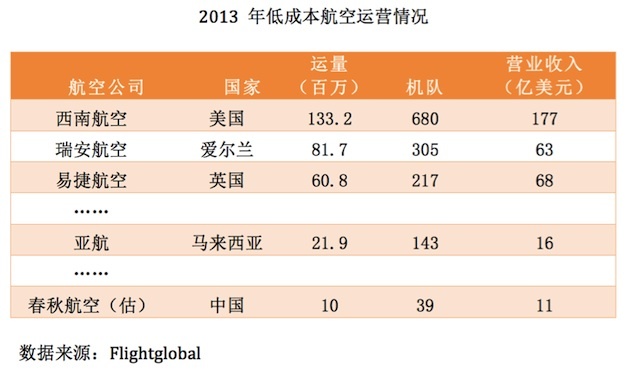 2013 年低成本航空运营情况
航空公司 国家 运量（百万） 机队 营业收入（亿美元）
西南航空 美国 133.2 680 177
瑞安航空 爱尔兰 81.7 305 63
易捷航空 英国 60.8 217 68
……
亚航 马来西亚 21.9 143 16
……
春秋航空（估） 中国 10 39 11
数据来源：Flightglobal